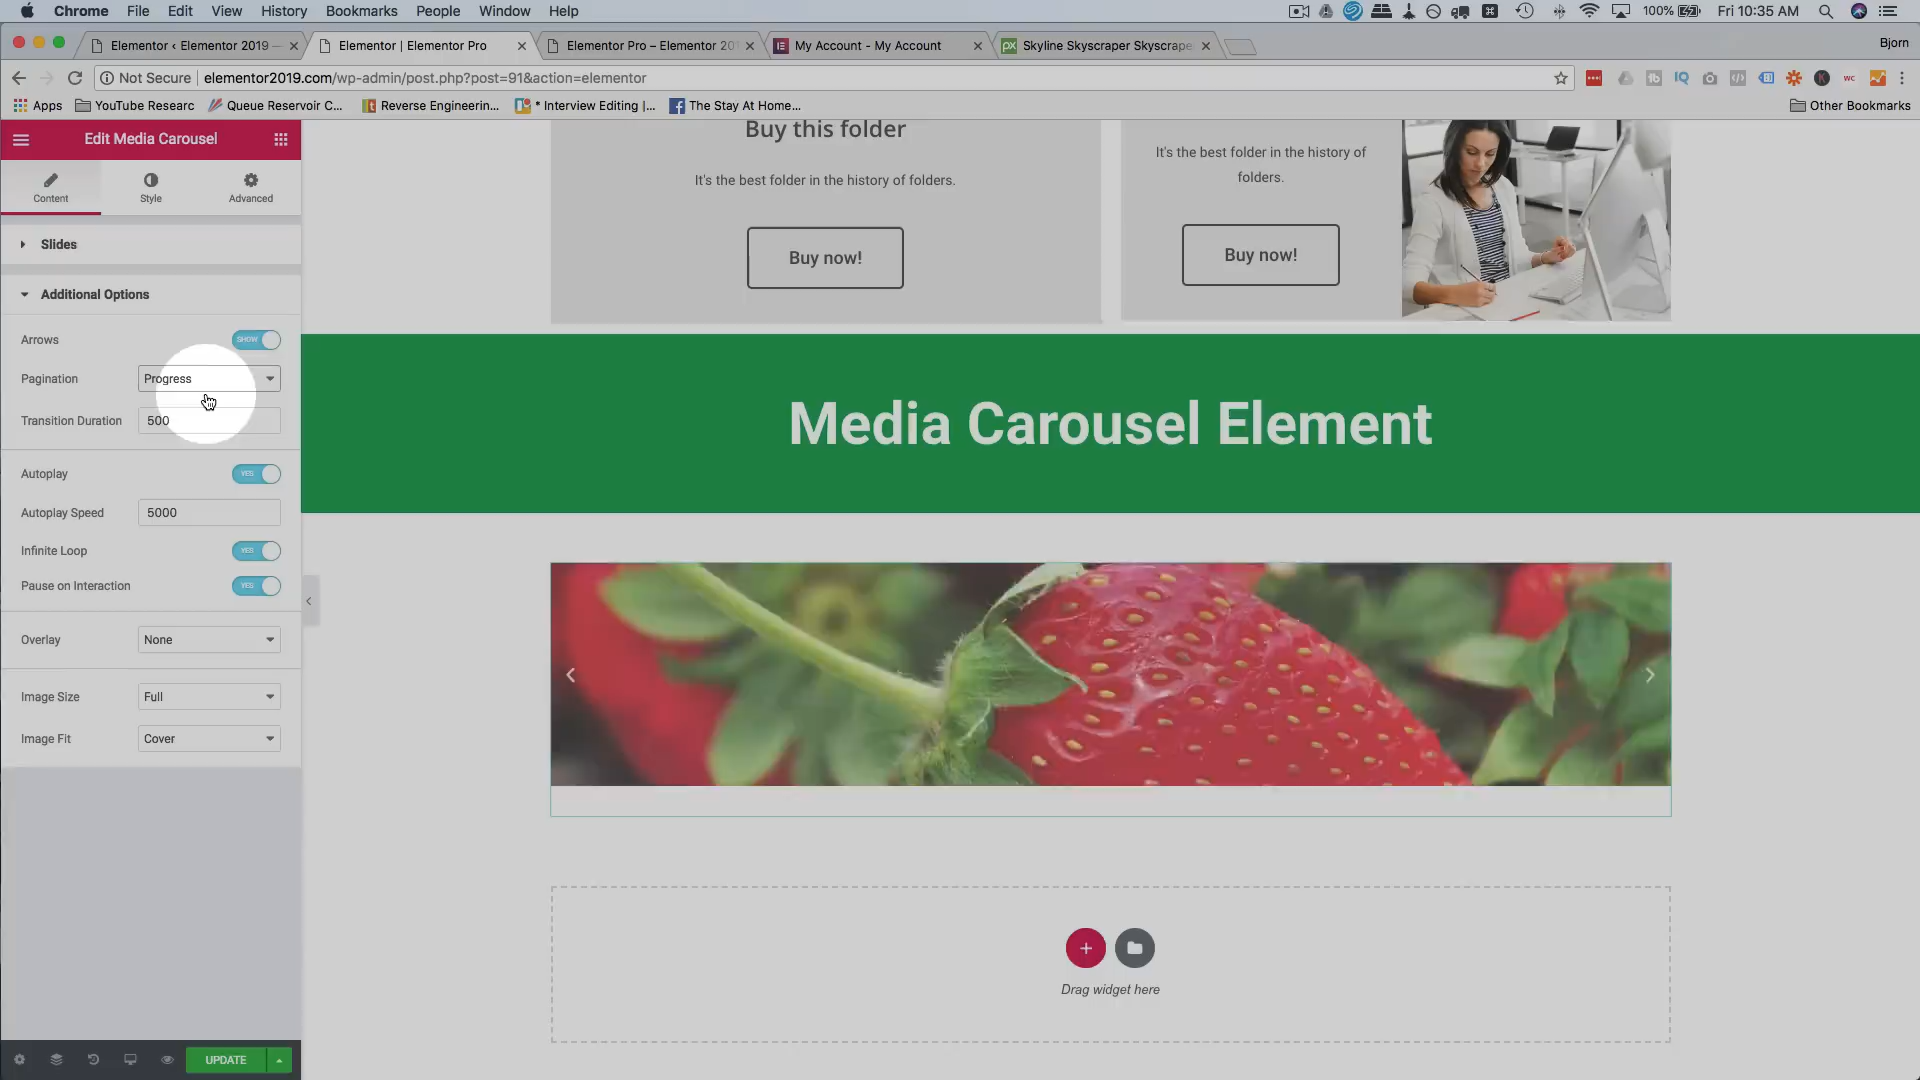 Chrome File Edit View History Bookmarks People Window Help 100% Fri 10:35 AM
Elementor ‹ Elementor 2019 — Elementor | Elementor Pro Elementor Pro – Elementor 20 My Account - My Account Skyline Skyscraper Skyscrape Bjorn
Not Secure | elementor2019.com/wp-admin/post.php?post=91&action=elementor
Apps YouTube Researc Queue Reservoir C... Reverse Engineerin... * Interview Editing |... The Stay At Home... Other Bookmarks
Edit Media Carousel
Content Style Advanced
Slides
Additional Options
Arrows SHOW
Pagination Progress
Transition Duration 500
Autoplay YES
Autoplay Speed 5000
Infinite Loop YES
Pause on Interaction YES
Overlay None
Image Size Full
Image Fit Cover
UPDATE
Buy this folder
It's the best folder in the history of folders.
Buy now!
It's the best folder in the history of
folders.
Buy now!
Media Carousel Element
Drag widget here